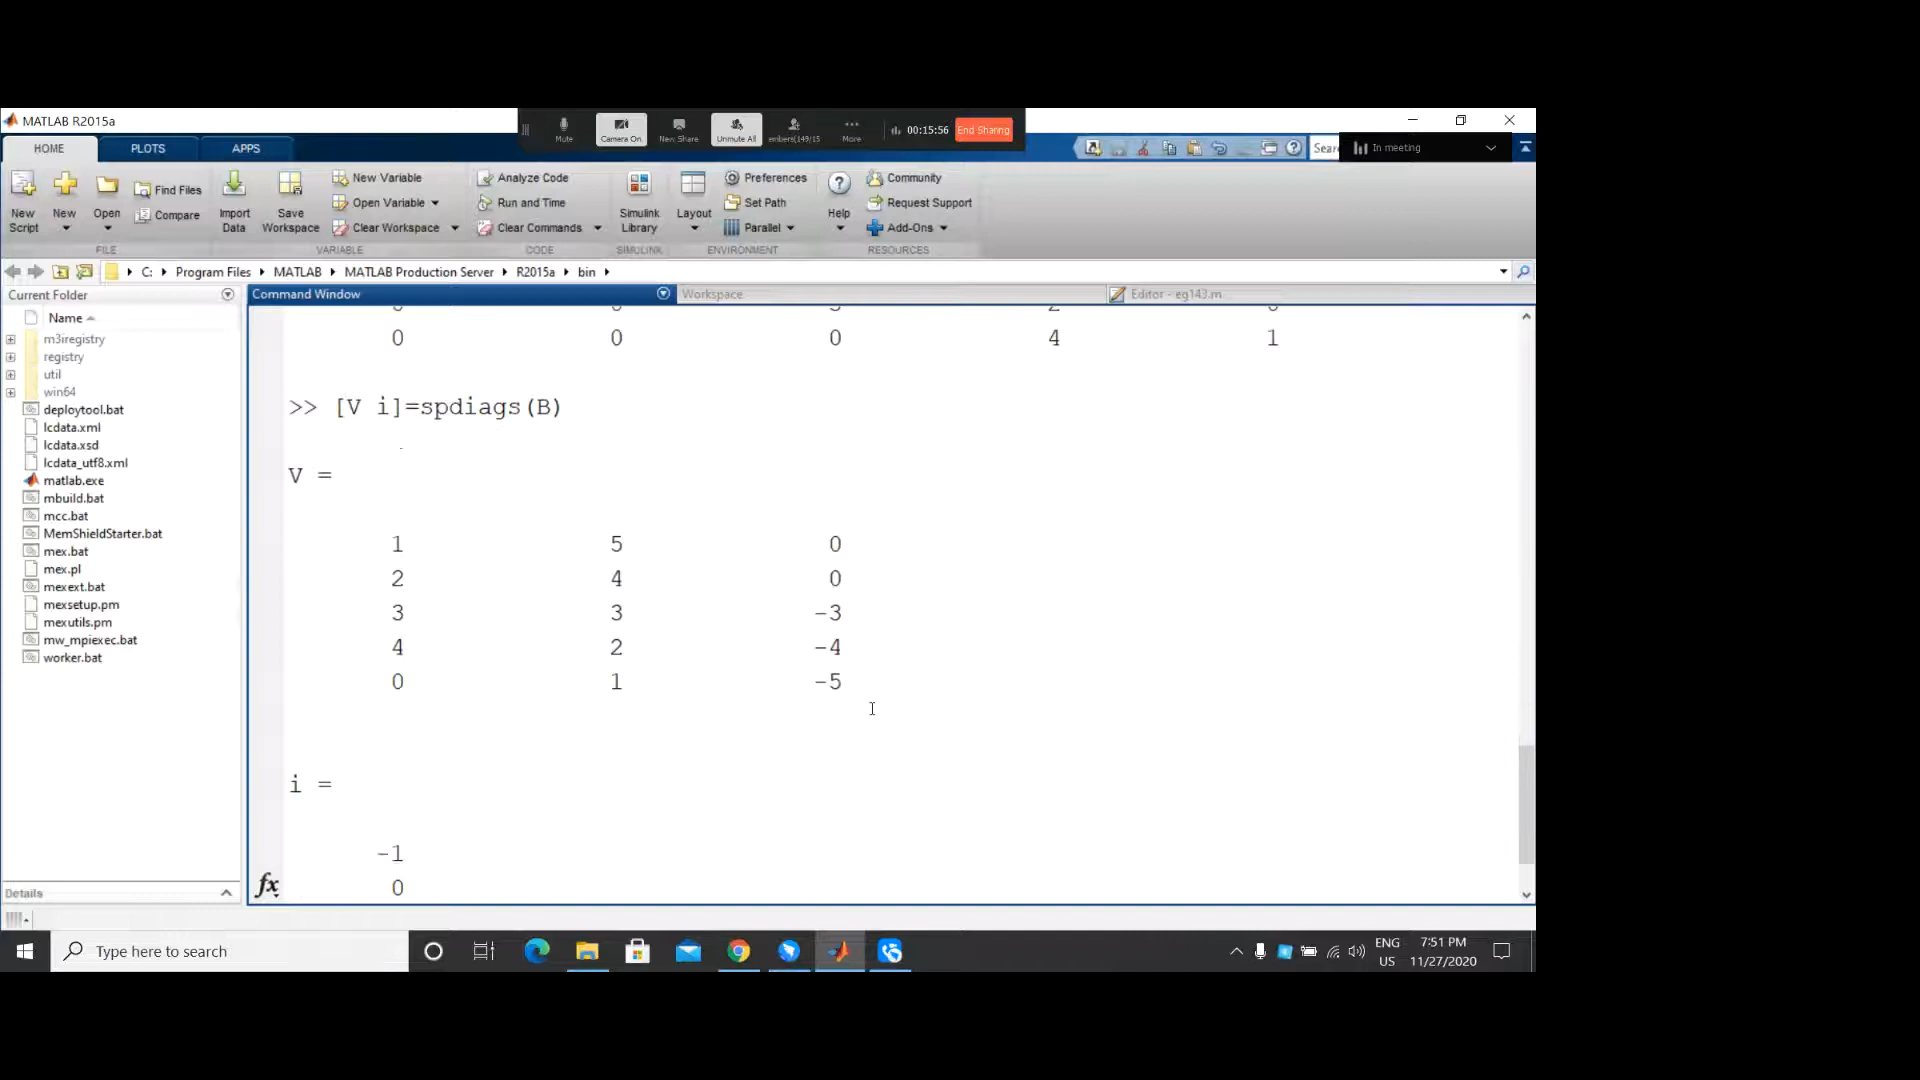 MATLAB R2015a
Mute
Camera On
New Share
Unmute All
embers(149/15
More
00:15:56
End Sharing
HOME
PLOTS
APPS
Sear
In meeting
New Script
New
Open
Find Files
Compare
Import Data
Save Workspace
New Variable
Open Variable
Clear Workspace
Analyze Code
Run and Time
Clear Commands
Simulink Library
Layout
Preferences
Set Path
Parallel
Help
Community
Request Support
Add-Ons
FILE
VARIABLE
CODE
SIMULINK
ENVIRONMENT
RESOURCES
C: Program Files MATLAB MATLAB Production Server R2015a bin
Current Folder
Command Window
Workspace
Editor - eg143.m
Name
m3iregistry
registry
util
win64
deploytool.bat
lcdata.xml
lcdata.xsd
lcdata_utf8.xml
matlab.exe
mbuild.bat
mcc.bat
MemShieldStarter.bat
mex.bat
mex.pl
mexext.bat
mexsetup.pm
mexutils.pm
mw_mpiexec.bat
worker.bat
Details
0 0 0 4 1
>> [V i]=spdiags(B)
V =
1 5 0
2 4 0
3 3 -3
4 2 -4
0 1 -5
i =
-1
0
fx
Type here to search
ENG
US
7:51 PM
11/27/2020